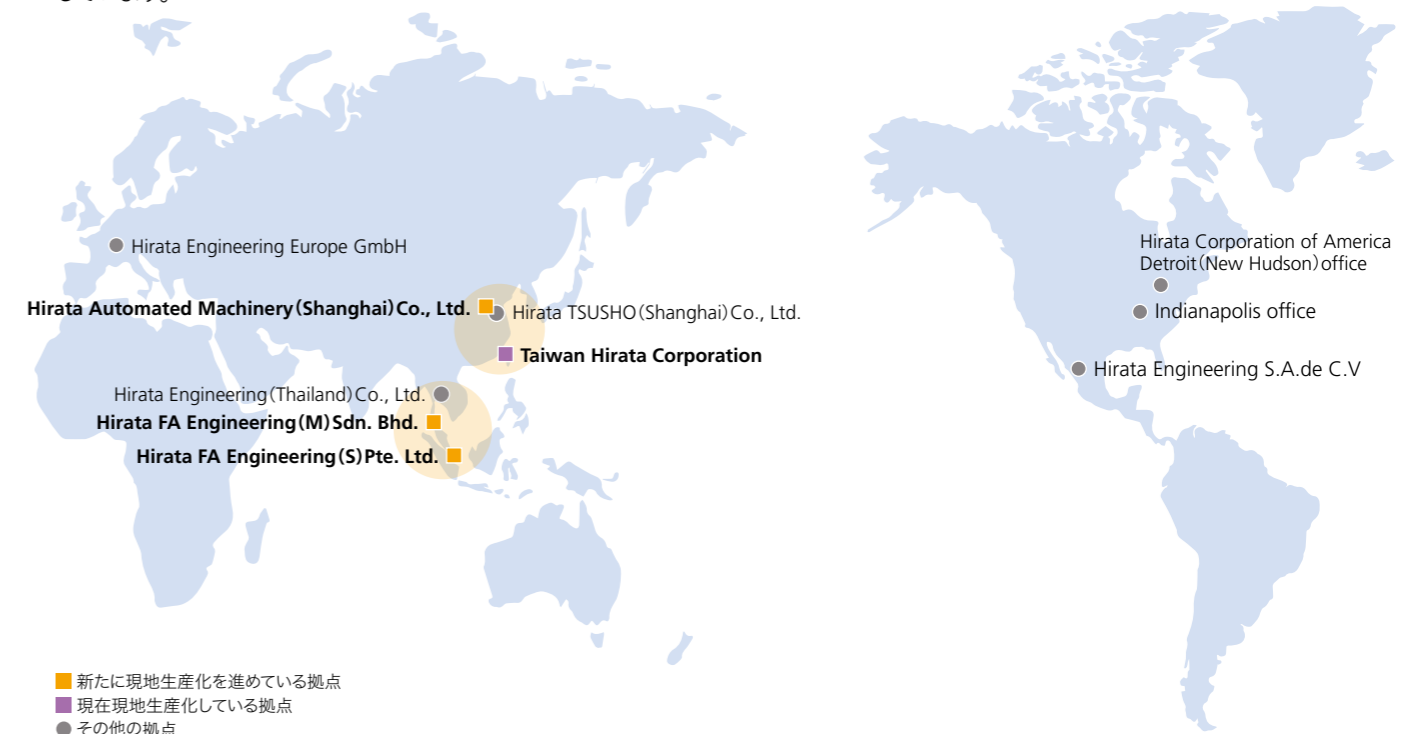 Hirata Engineering Europe GmbH
Hirata Corporation of America
Detroit(New Hudson)office
Hirata Automated Machinery(Shanghai)Co., Ltd.
Hirata TSUSHO(Shanghai)Co., Ltd.
Indianapolis office
Taiwan Hirata Corporation
Hirata Engineering S.A.de C.V
Hirata Engineering(Thailand)Co., Ltd.
Hirata FA Engineering(M)Sdn. Bhd.
Hirata FA Engineering(S)Pte. Ltd.
新たに現地生産化を進めている拠点
現在現地生産化している拠点
その他の拠点